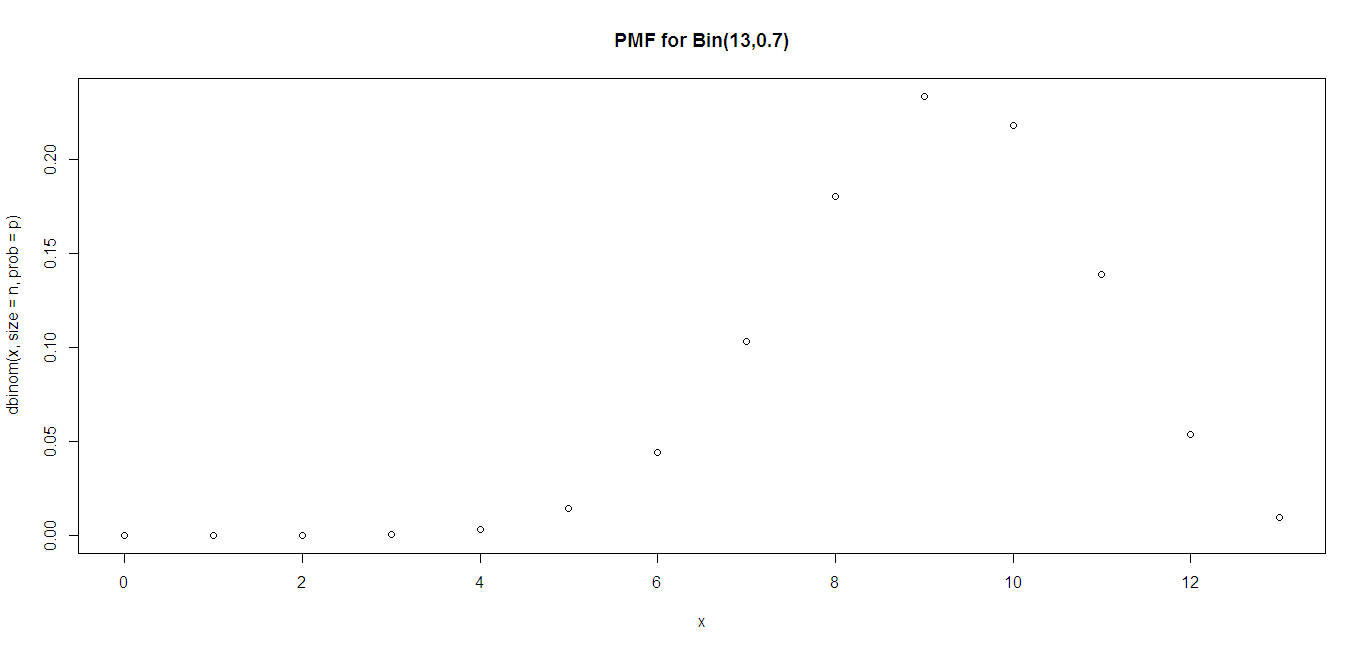 PMF for Bin(13,0.7)
dbinom(x, size = n, prob = p)
0.20
0.15
0.10
0.05
0.00
0 2 4 6 8 10 12
x